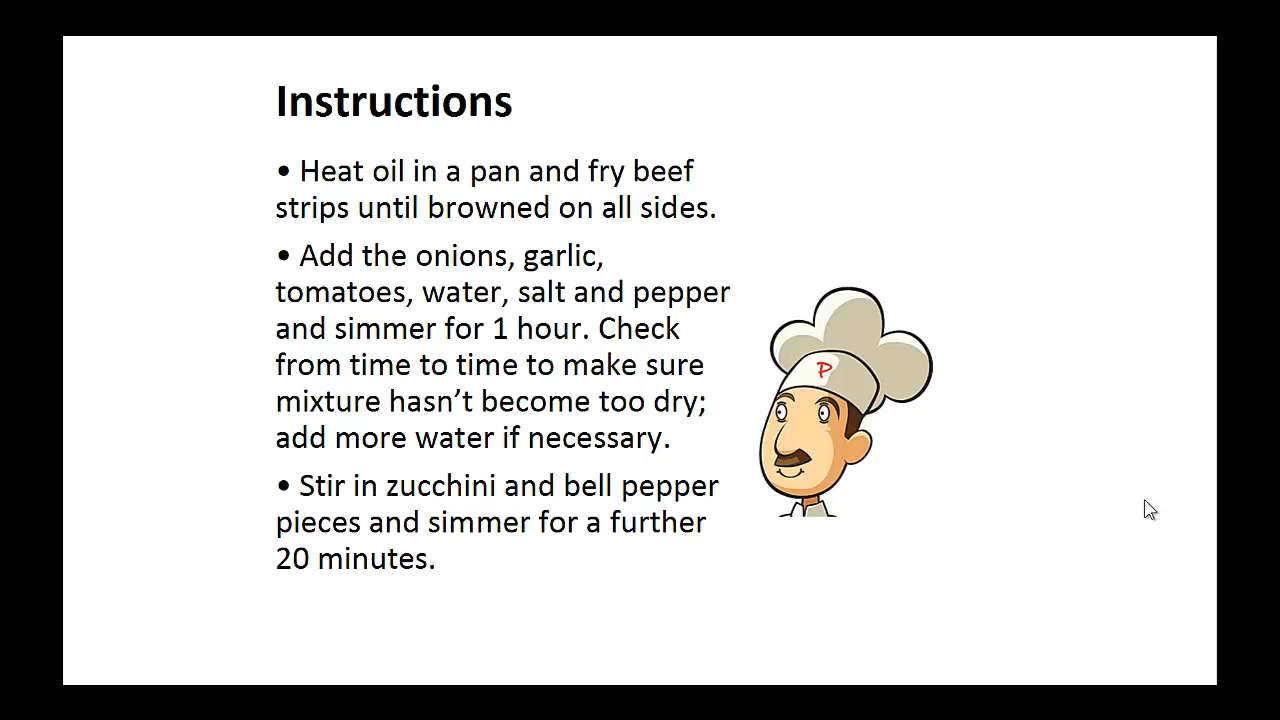 Instructions
• Heat oil in a pan and fry beef
strips until browned on all sides.
• Add the onions, garlic,
tomatoes, water, salt and pepper
and simmer for 1 hour. Check
from time to time to make sure
mixture hasn’t become too dry;
add more water if necessary.
• Stir in zucchini and bell pepper
pieces and simmer for a further
20 minutes.
P